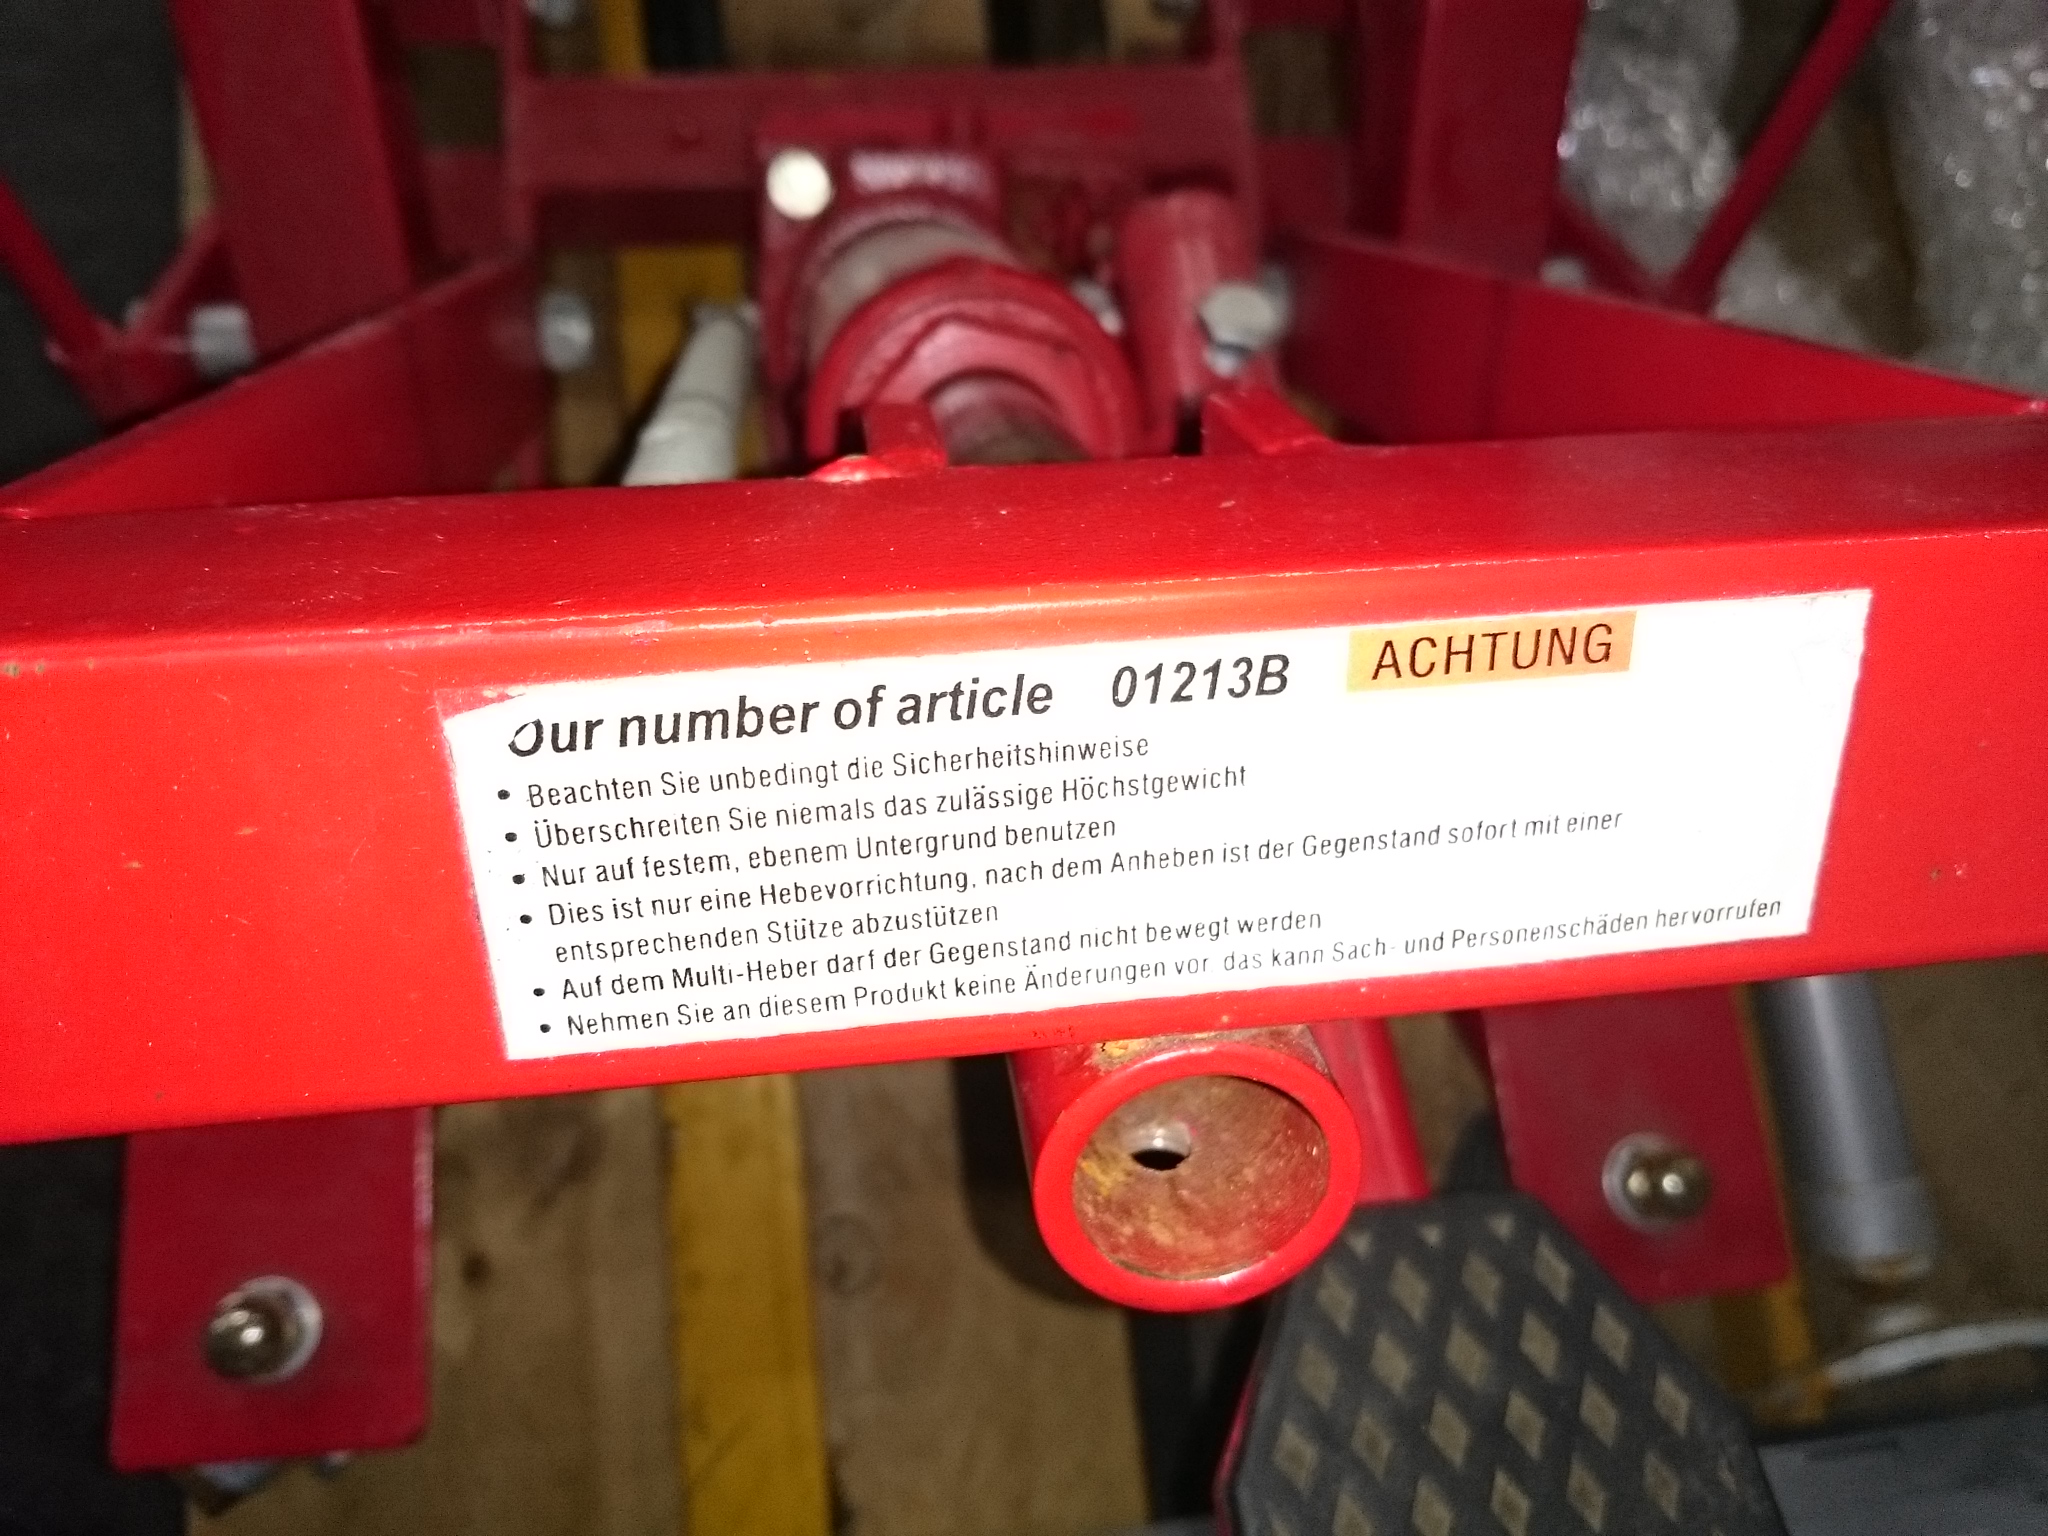 Our number of article 01213B ACHTUNG
• Beachten Sie unbedingt die Sicherheitshinweise
• Überschreiten Sie niemals das zulässige Höchstgewicht
• Nur auf festem, ebenem Untergrund benutzen
• Dies ist nur eine Hebevorrichtung, nach dem Anheben ist der Gegenstand sofort mit einer
entsprechenden Stütze abzustützen
• Auf dem Multi-Heber darf der Gegenstand nicht bewegt werden
• Nehmen Sie an diesem Produkt keine Änderungen vor, das kann Sach- und Personenschäden hervorrufen